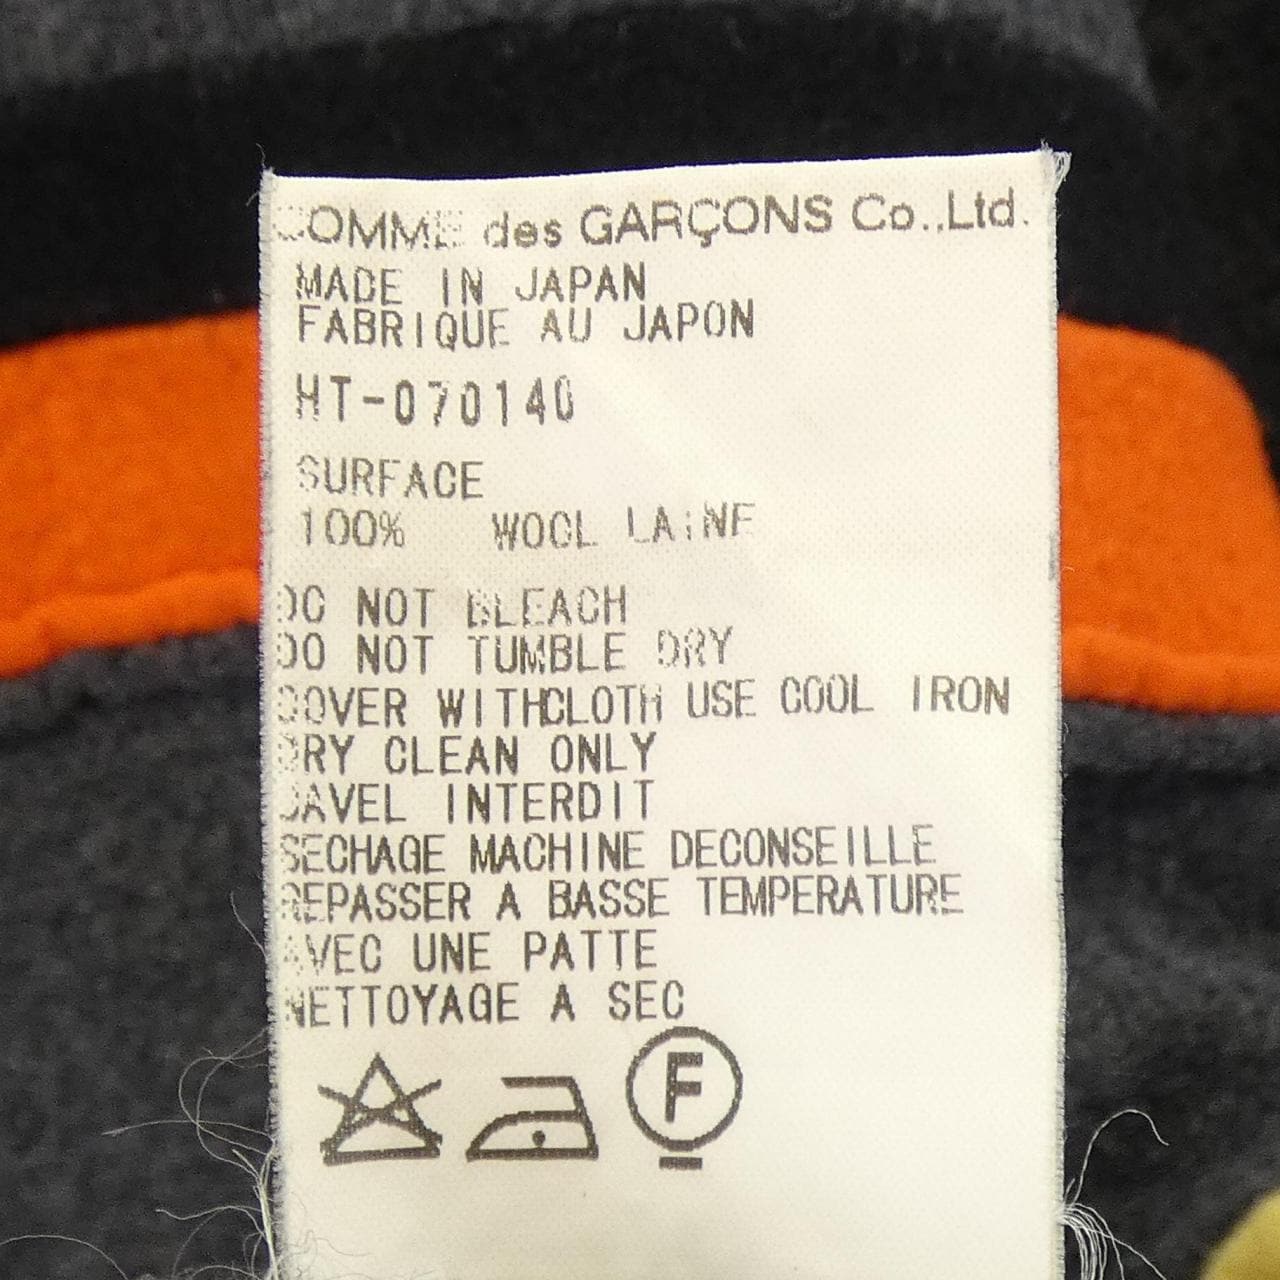 COMME des GARÇONS Co.,Ltd.
MADE IN JAPAN
FABRIQUE AU JAPON
HT-070140
SURFACE
100% WOOL LAINE
DO NOT BLEACH
DO NOT TUMBLE DRY
COVER WITHCLOTH USE COOL IRON
DRY CLEAN ONLY
JAVEL INTERDIT
SECHAGE MACHINE DECONSEILLE
REPASSER A BASSE TEMPERATURE
AVEC UNE PATTE
NETTOYAGE A SEC
F